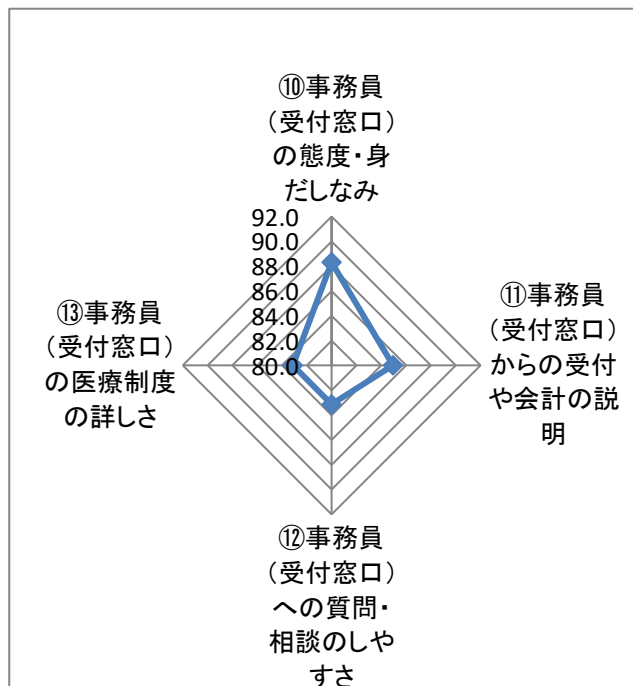 ⑩事務員
（受付窓口）
の態度・身
だしなみ
92.0
90.0
88.0
86.0
84.0
82.0
80.0
⑪事務員
（受付窓口）
からの受付
や会計の説
明
⑫事務員
（受付窓口）
への質問・
相談のしや
すさ
⑬事務員
（受付窓口）
の医療制度
の詳しさ